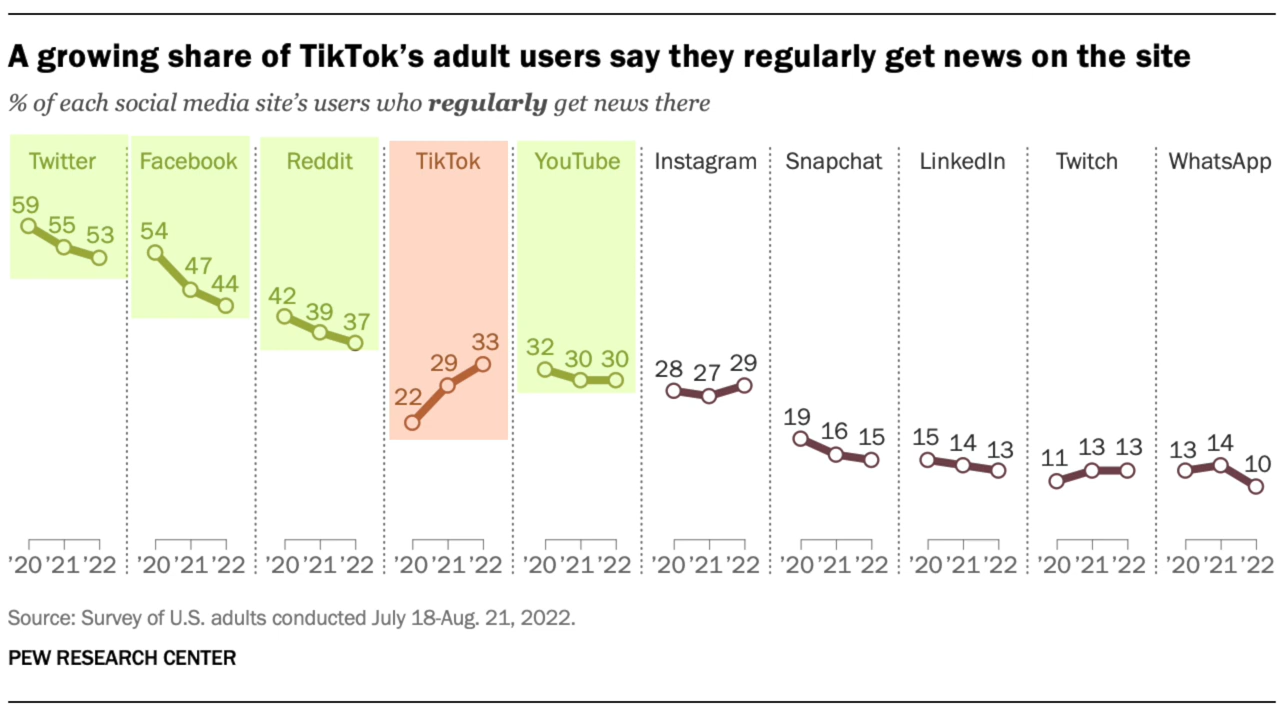 A growing share of TikTok’s adult users say they regularly get news on the site
% of each social media site’s users who regularly get news there
Twitter Facebook Reddit TikTok YouTube Instagram Snapchat LinkedIn Twitch WhatsApp
59 55 53
54 47 44
42 39 37
22 29 33
32 30 30
28 27 29
19 16 15
15 14 13
11 13 13
13 14 10
’20 ’21 ’22 ’20 ’21 ’22 ’20 ’21 ’22 ’20 ’21 ’22 ’20 ’21 ’22 ’20 ’21 ’22 ’20 ’21 ’22 ’20 ’21 ’22 ’20 ’21 ’22 ’20 ’21 ’22
Source: Survey of U.S. adults conducted July 18-Aug. 21, 2022.
PEW RESEARCH CENTER